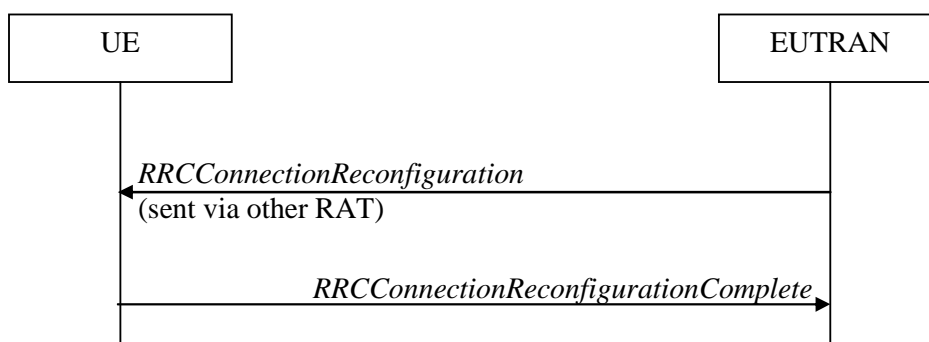 UE
EUTRAN
RRCConnectionReconfiguration
(sent via other RAT)
RRCConnectionReconfigurationComplete